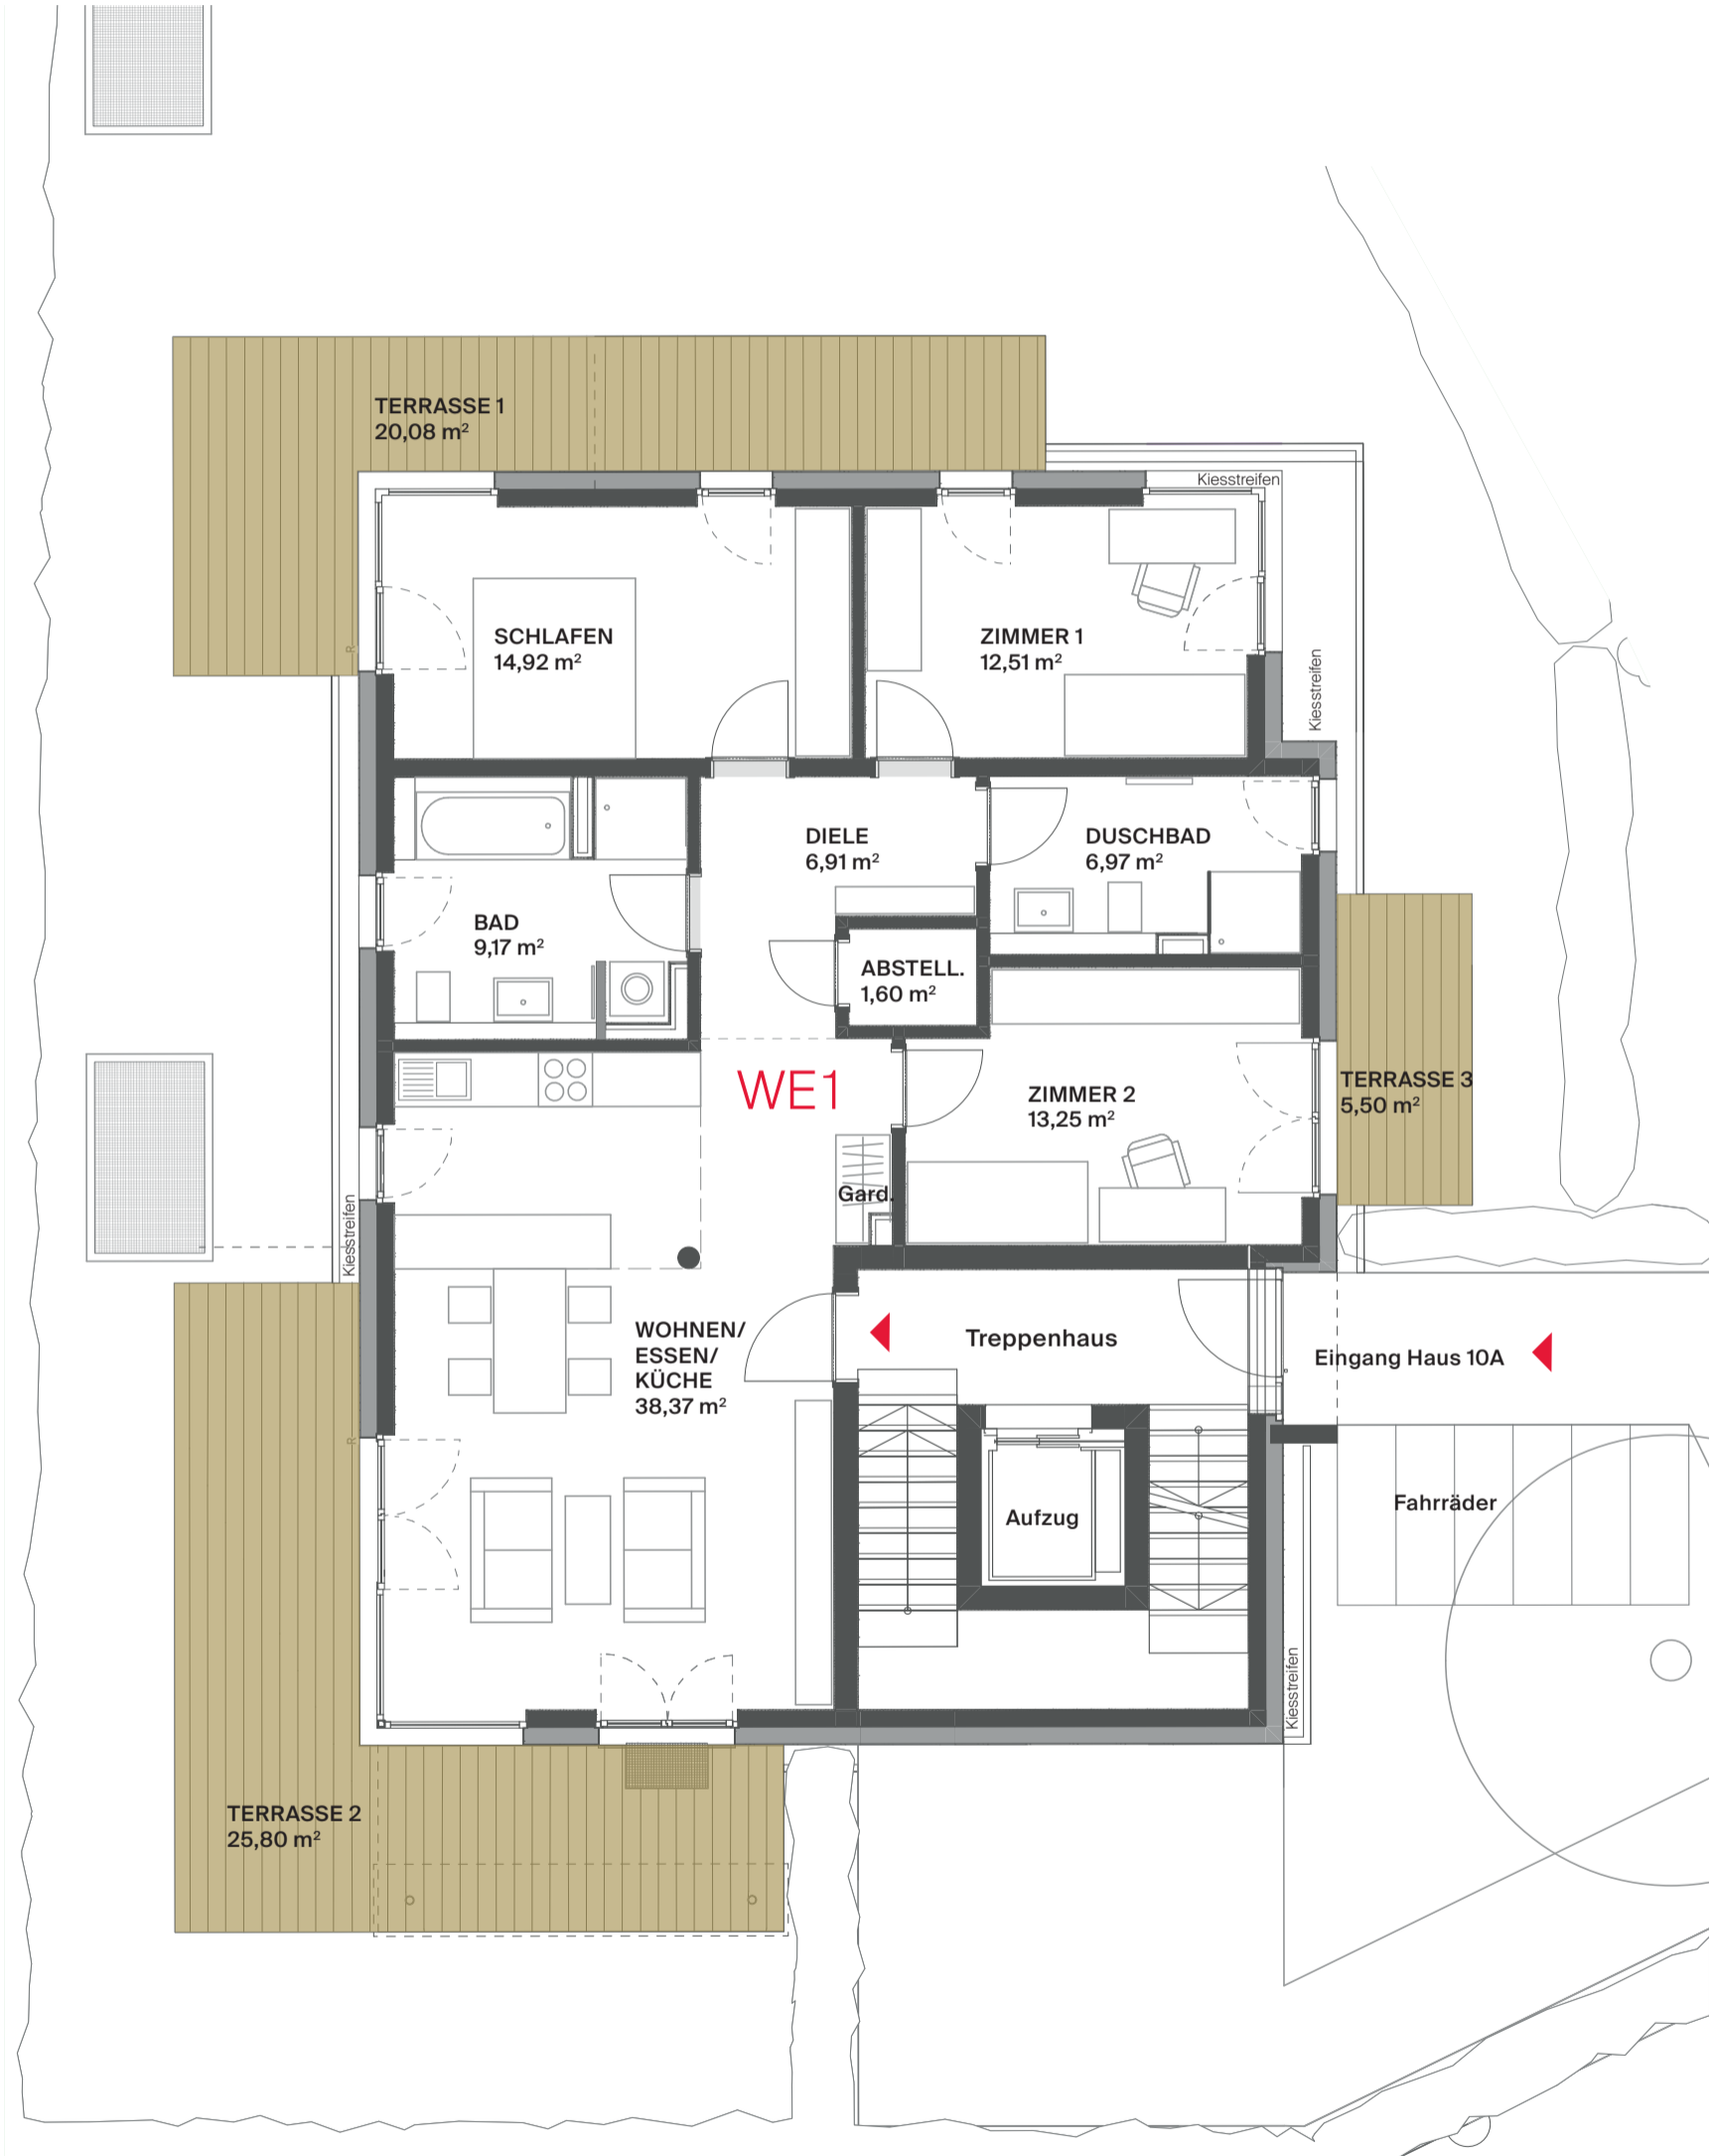 TERRASSE 1
20,08 m²
Kiesstreifen
SCHLAFEN
14,92 m²
ZIMMER 1
12,51 m²
Kiesstreifen
R
DIELE
6,91 m²
DUSCHBAD
6,97 m²
BAD
9,17 m²
ABSTELL.
1,60 m²
WE1
ZIMMER 2
13,25 m²
TERRASSE 3
5,50 m²
Gard.
Kiesstreifen
WOHNEN/
ESSEN/
KÜCHE
38,37 m²
Treppenhaus
Eingang Haus 10A
R
Aufzug
Fahrräder
Kiesstreifen
TERRASSE 2
25,80 m²